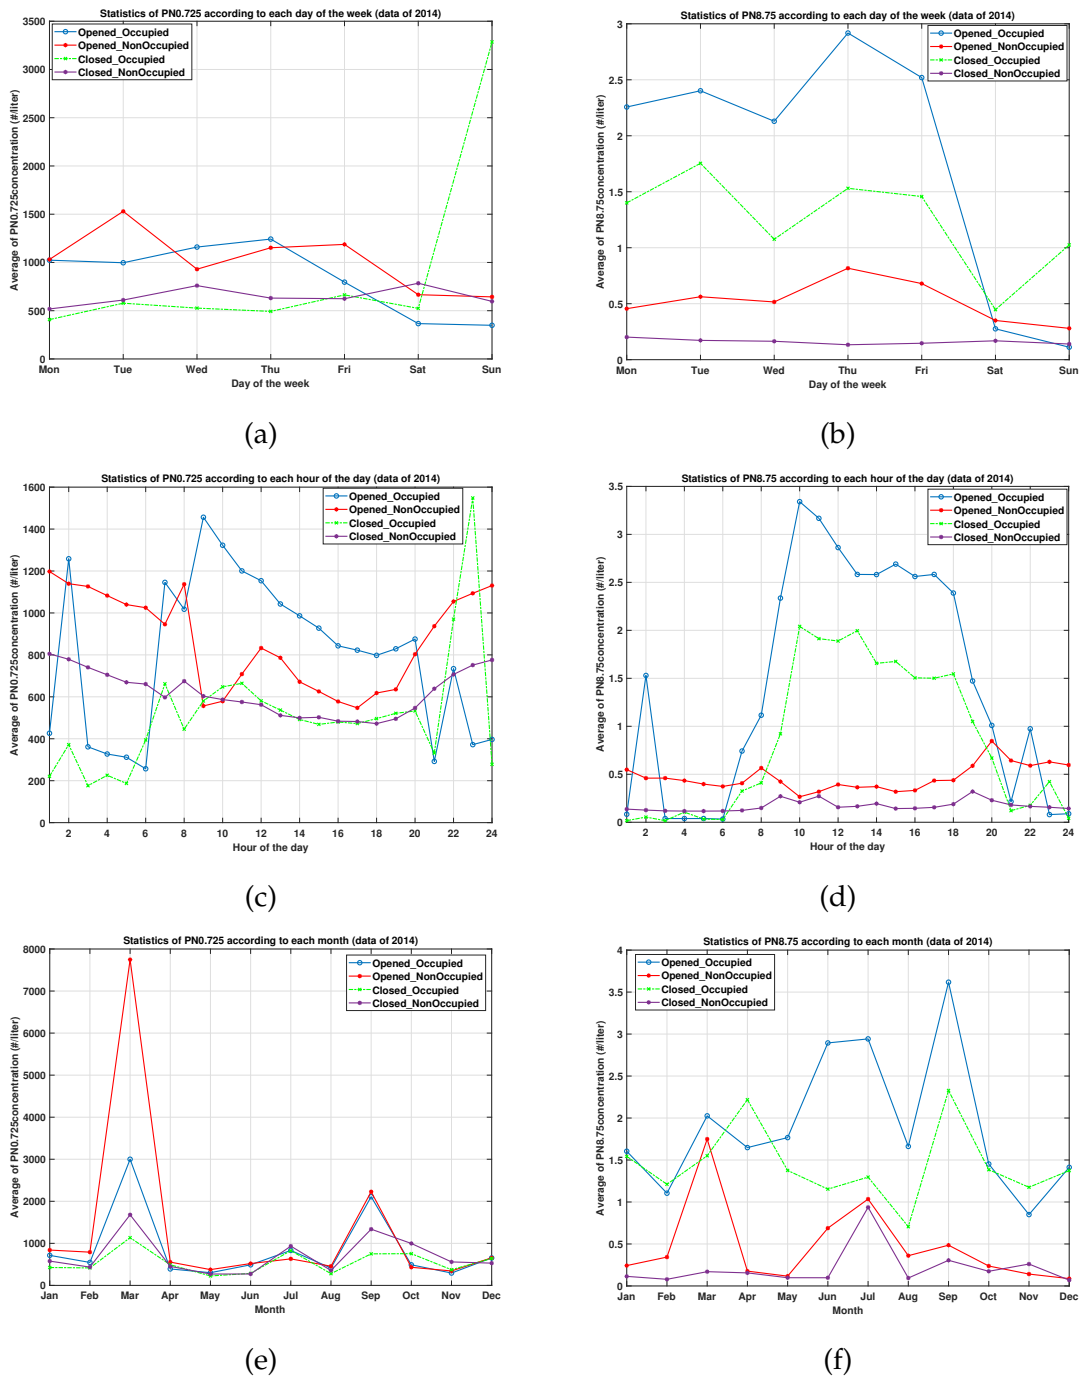 Statistics of PN0.725 according to each day of the week (data of 2014)
Opened_Occupied
Opened_NonOccupied
Closed_Occupied
Closed_NonOccupied
Average of PN0.725concentration (#/liter)
3500
3000
2500
2000
1500
1000
500
0
Mon Tue Wed Thu Fri Sat Sun
Day of the week
(a)
Statistics of PN8.75 according to each day of the week (data of 2014)
Opened_Occupied
Opened_NonOccupied
Closed_Occupied
Closed_NonOccupied
Average of PN8.75concentration (#/liter)
3
2.5
2
1.5
1
0.5
0
Mon Tue Wed Thu Fri Sat Sun
Day of the week
(b)
Statistics of PN0.725 according to each hour of the day (data of 2014)
Opened_Occupied
Opened_NonOccupied
Closed_Occupied
Closed_NonOccupied
Average of PN0.725concentration (#/liter)
1600
1400
1200
1000
800
600
400
200
0
2 4 6 8 10 12 14 16 18 20 22 24
Hour of the day
(c)
Statistics of PN8.75 according to each hour of the day (data of 2014)
Opened_Occupied
Opened_NonOccupied
Closed_Occupied
Closed_NonOccupied
Average of PN8.75concentration (#/liter)
3.5
3
2.5
2
1.5
1
0.5
0
2 4 6 8 10 12 14 16 18 20 22 24
Hour of the day
(d)
Statistics of PN0.725 according to each month (data of 2014)
Opened_Occupied
Opened_NonOccupied
Closed_Occupied
Closed_NonOccupied
Average of PN0.725concentration (#/liter)
8000
7000
6000
5000
4000
3000
2000
1000
0
Jan Feb Mar Apr May Jun Jul Aug Sep Oct Nov Dec
Month
(e)
Statistics of PN8.75 according to each month (data of 2014)
Opened_Occupied
Opened_NonOccupied
Closed_Occupied
Closed_NonOccupied
Average of PN8.75concentration (#/liter)
4
3.5
3
2.5
2
1.5
1
0.5
0
Jan Feb Mar Apr May Jun Jul Aug Sep Oct Nov Dec
Month
(f)